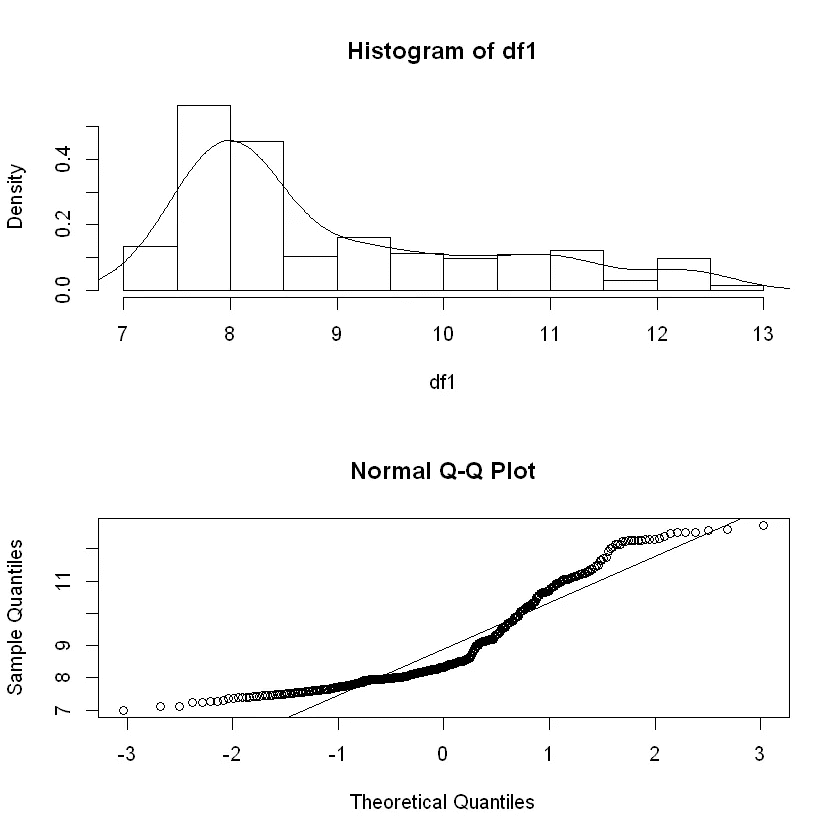 Histogram of df1
Density
0.4
0.2
0.0
7 8 9 10 11 12 13
df1
Normal Q-Q Plot
Sample Quantiles
11
9
8
7
-3 -2 -1 0 1 2 3
Theoretical Quantiles